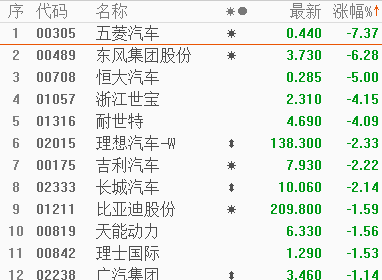 序 代码 名称 最新 涨幅%↑
1 00305 五菱汽车 0.440 -7.37
2 00489 东风集团股份 3.730 -6.28
3 00708 恒大汽车 0.285 -5.00
4 01057 浙江世宝 2.310 -4.15
5 01316 耐世特 4.690 -4.09
6 02015 理想汽车-W 138.300 -2.33
7 00175 吉利汽车 7.930 -2.22
8 02333 长城汽车 10.060 -2.14
9 01211 比亚迪股份 209.800 -1.59
10 00819 天能动力 6.330 -1.56
11 00842 理士国际 1.290 -1.53
12 02238 广汽集团 3.460 -1.14